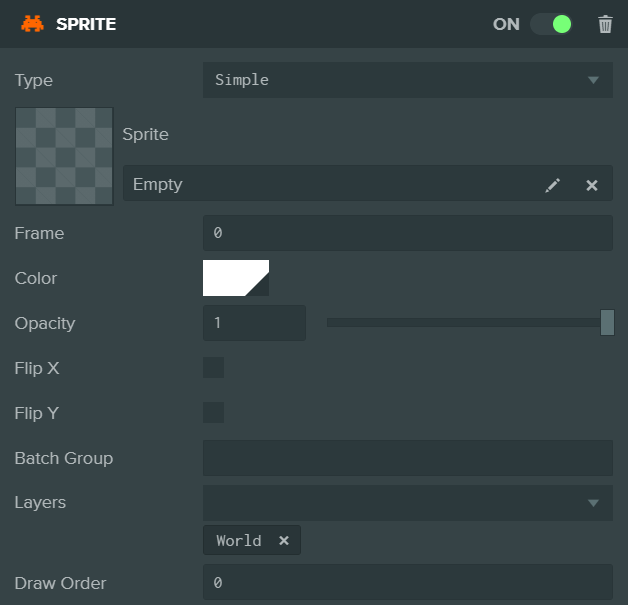 SPRITE ON
Type Simple
Sprite
Empty
Frame 0
Color
Opacity 1
Flip X
Flip Y
Batch Group
Layers
World
Draw Order 0